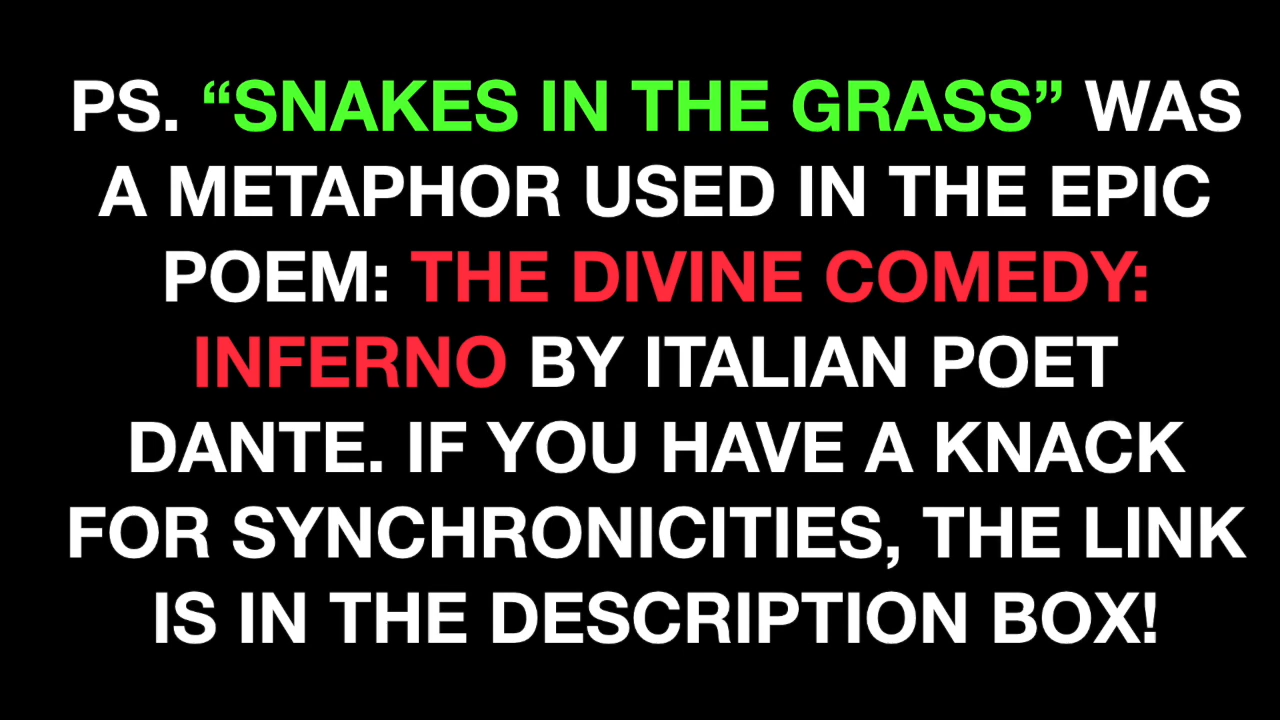 PS. “SNAKES IN THE GRASS” WAS
A METAPHOR USED IN THE EPIC
POEM: THE DIVINE COMEDY:
INFERNO BY ITALIAN POET
DANTE. IF YOU HAVE A KNACK
FOR SYNCHRONICITIES, THE LINK
IS IN THE DESCRIPTION BOX!